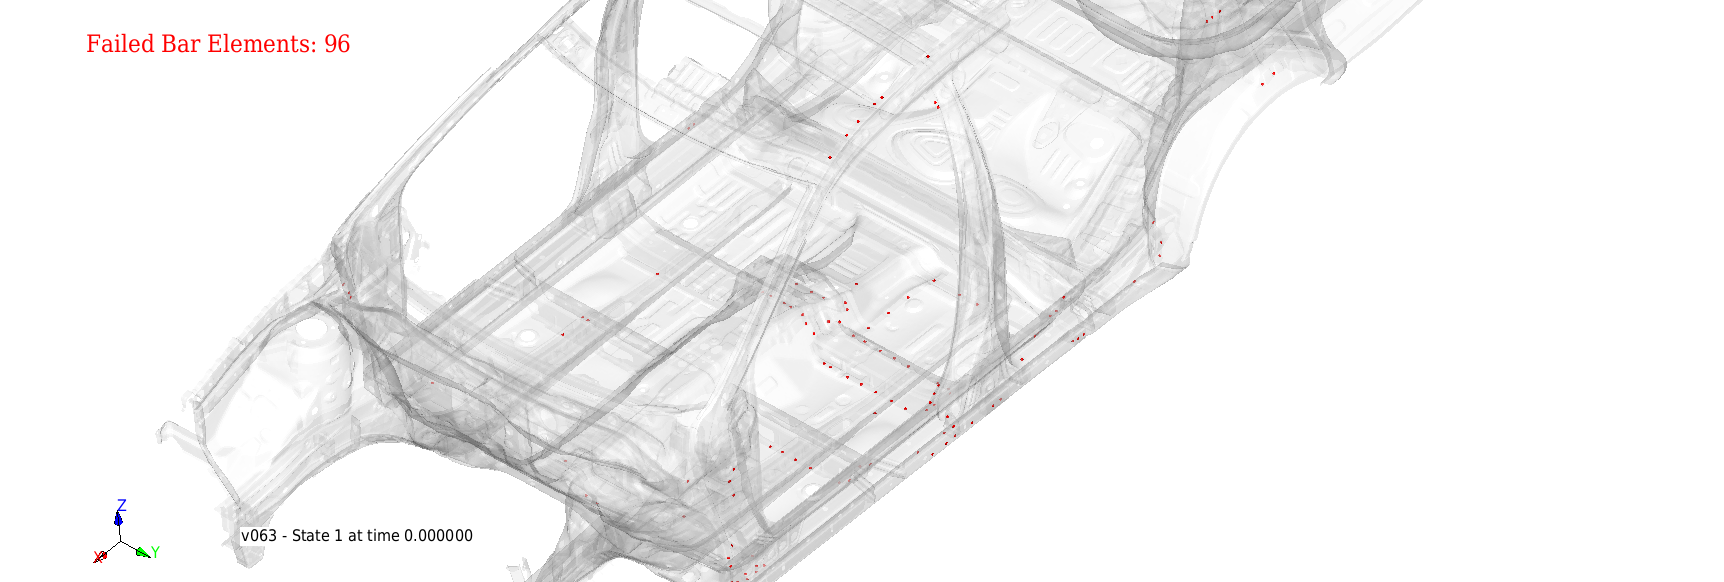 Failed Bar Elements: 96
Z
X
Y
v063 - State 1 at time 0.000000